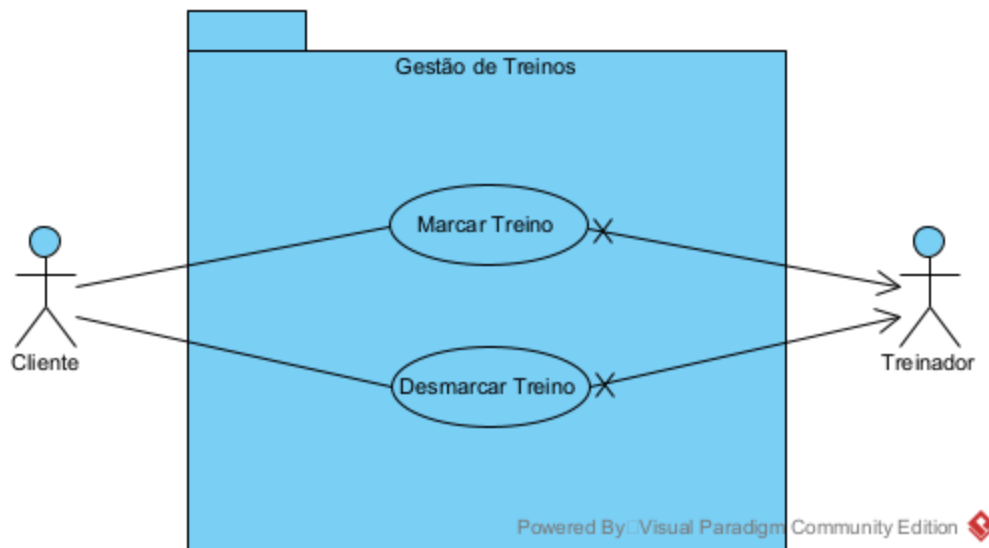 Gestão de Treinos
Marcar Treino
Cliente
Treinador
Desmarcar Treino
Powered By Visual Paradigm Community Edition